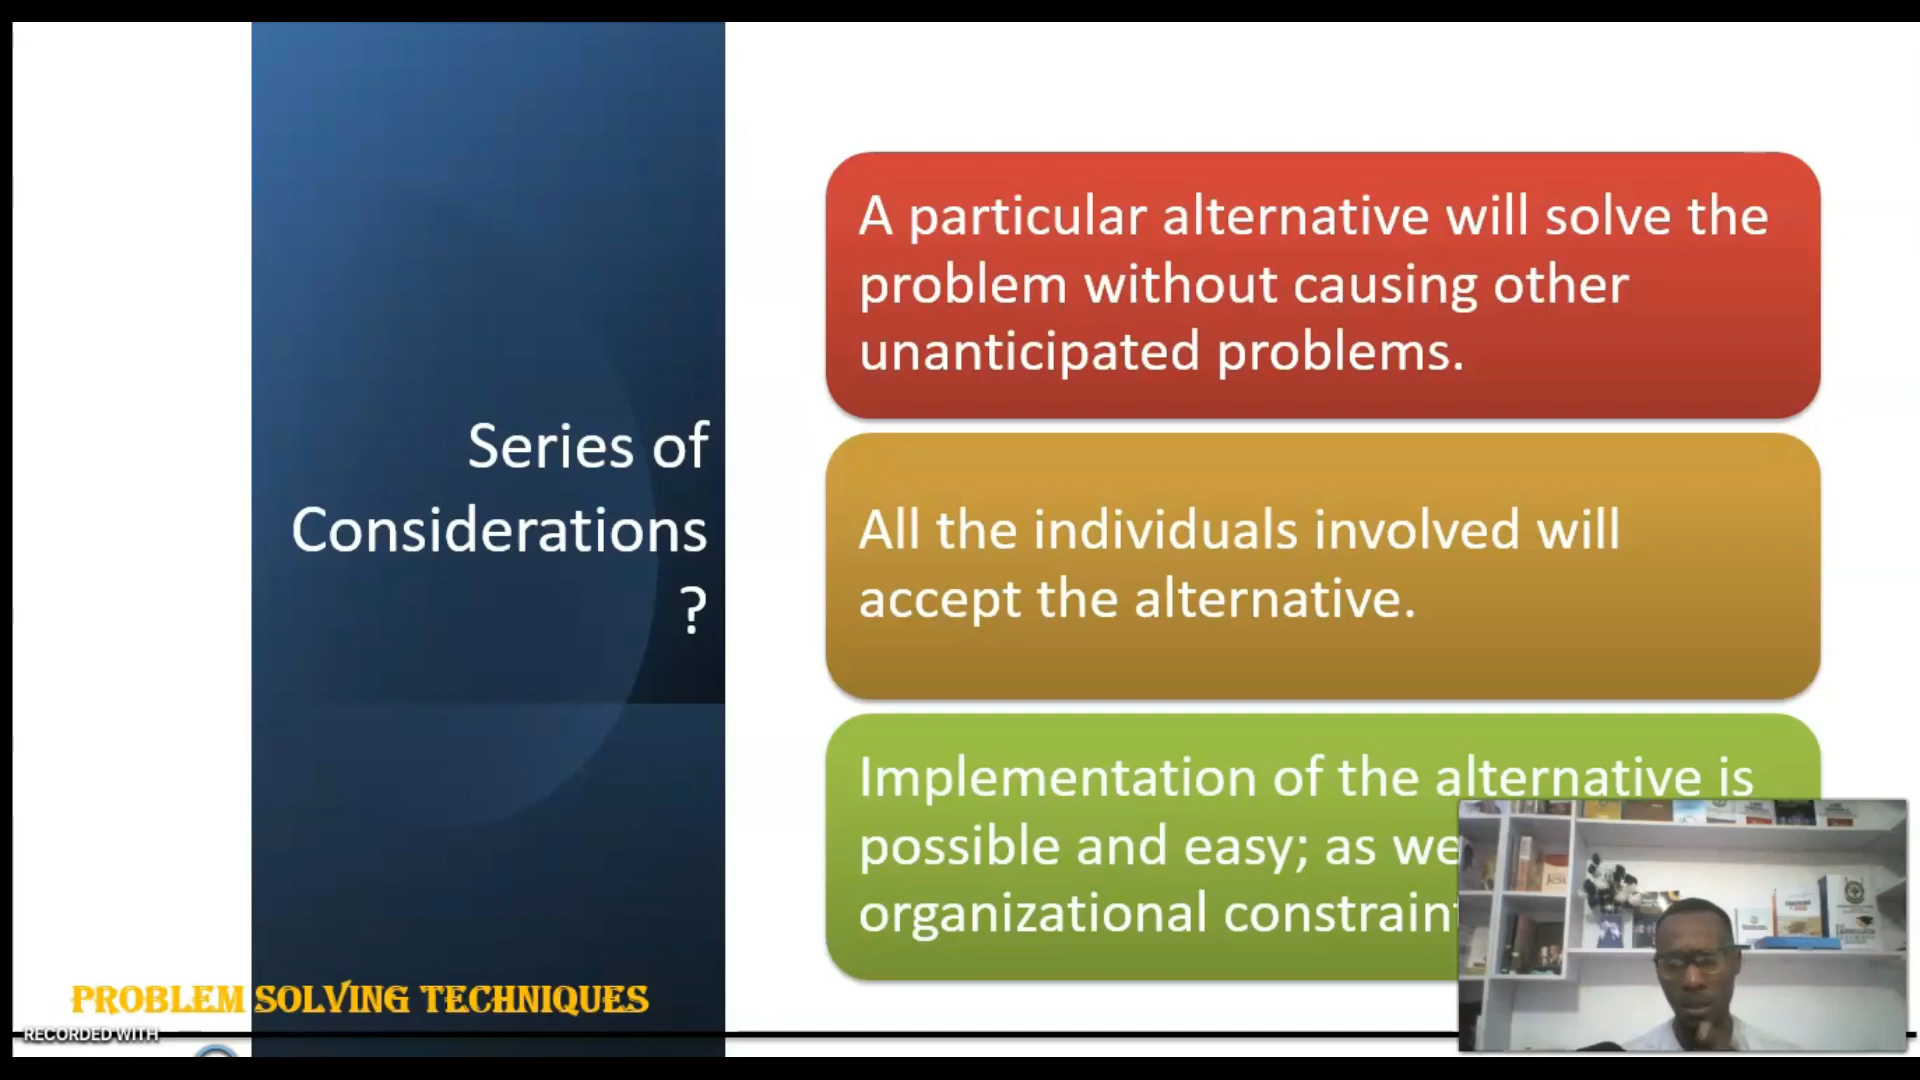 Series of
Considerations
?
A particular alternative will solve the
problem without causing other
unanticipated problems.
All the individuals involved will
accept the alternative.
Implementation of the alternative is
possible and easy; as we
organizational constraint
PROBLEM SOLVING TECHNIQUES
RECORDED WITH